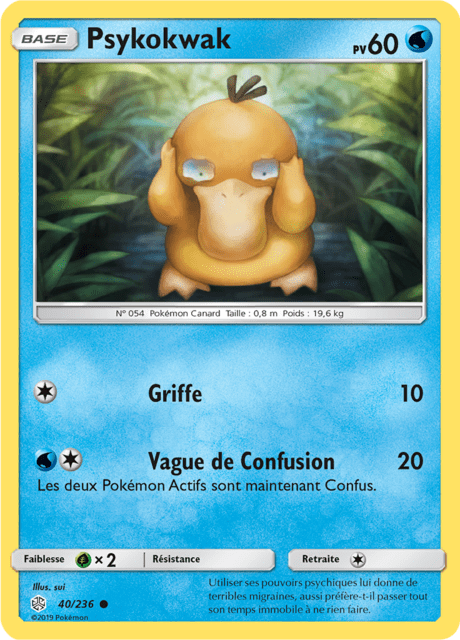 BASE Psykokwak PV60
N° 054 Pokémon Canard Taille : 0,8 m Poids : 19,6 kg
Griffe 10
Vague de Confusion 20
Les deux Pokémon Actifs sont maintenant Confus.
Faiblesse ×2 Résistance Retraite
Illus. sui
40/236
©2019 Pokémon
Utiliser ses pouvoirs psychiques lui donne de
terribles migraines, aussi préfère-t-il passer tout
son temps immobile à ne rien faire.